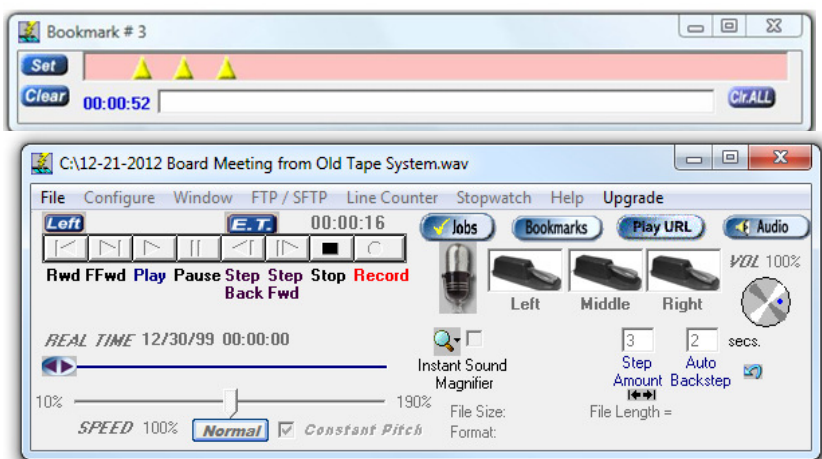 Bookmark # 3
Set
Clear 00:00:52 Clr.ALL
C:\12-21-2012 Board Meeting from Old Tape System.wav
File Configure Window FTP / SFTP Line Counter Stopwatch Help Upgrade
Left E.T. 00:00:16 Jobs Bookmarks Play URL Audio
Rwd FFwd Play Pause Step Back Step Fwd Stop Record
VOL 100%
Left Middle Right
REAL TIME 12/30/99 00:00:00
3 2 secs.
Instant Sound Magnifier
Step Amount Auto Backstep
10% 190%
SPEED 100% Normal Constant Pitch
File Size: File Length =
Format: